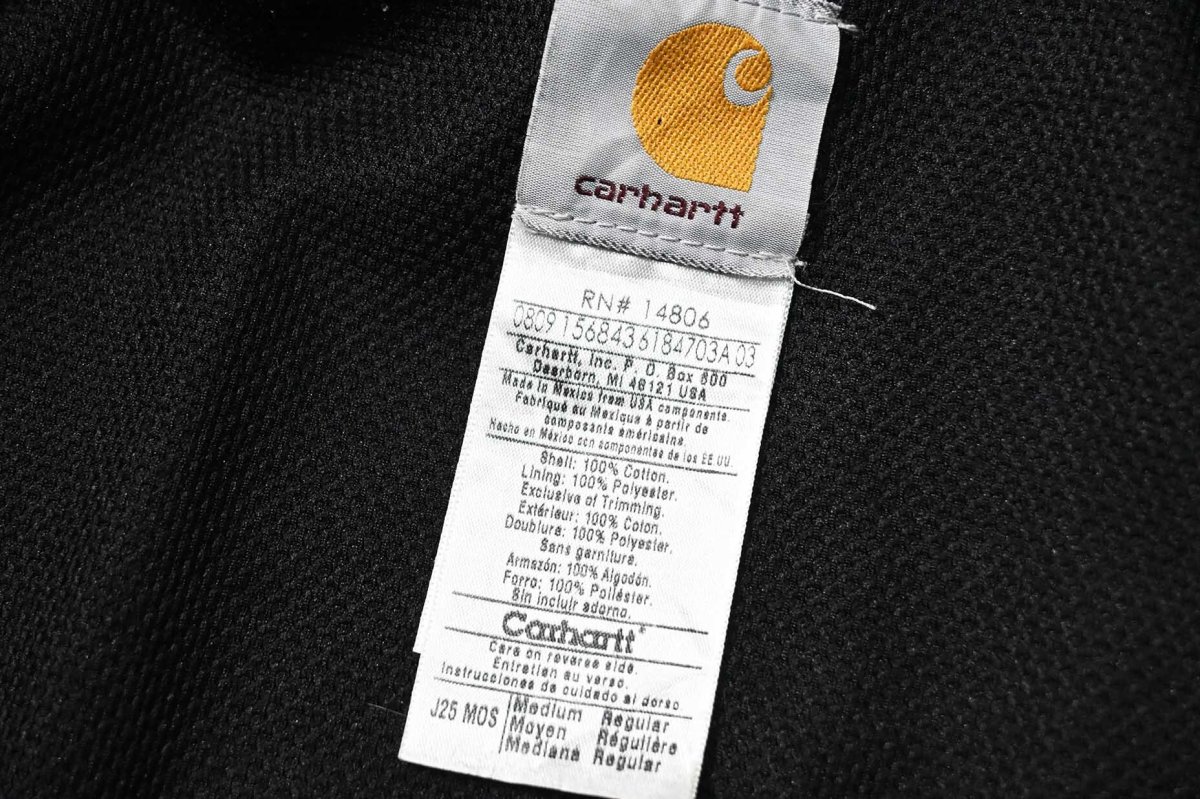 carhartt
RN# 14806
0809 1568436184703A 03
Carhartt, Inc. P. O. Box 600
Dearborn, MI 48121 USA
Made in Mexico from USA components.
Fabriqué au Mexique à partir de
composants américains.
Hecho en México con componentes de los EE UU.
Shell: 100% Cotton.
Lining: 100% Polyester.
Exclusive of Trimming.
Extérieur: 100% Coton.
Doublure: 100% Polyester.
Sans garniture.
Armazón: 100% Algodón.
Forro: 100% Poliéster.
Sin incluir adorno.
Carhartt®
Care on reverse side.
Entretien au verso.
Instrucciones de cuidado al dorso
J25 MOS Medium Regular
Moyen Régulière
Mediana Regular